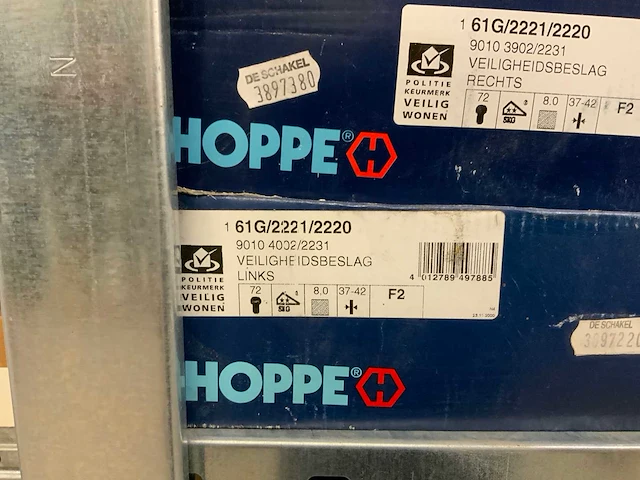 N
DE SCHAKEL
3897380
HOPPE® H
1 61G/2221/2220
9010 3902/2231
VEILIGHEIDSBESLAG
RECHTS
POLITIE
KEURMERK
VEILIG
WONEN
72
SKG
8.0
37-42
F2
1 61G/2221/2220
9010 4002/2231
VEILIGHEIDSBESLAG
LINKS
POLITIE
KEURMERK
VEILIG
WONEN
72
SKG
8.0
37-42
F2
4 012789 497885
DE SCHAKEL
HOPPE® H